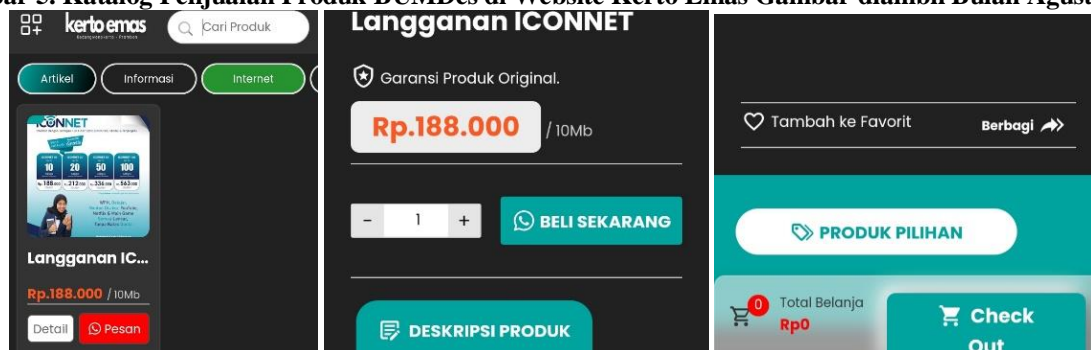 3. Katalog Penjualan Produk BUMDes di Website Kerto Emas Gambar diambil Bulan
kerto emas
Cari Produk
Artikel
Informasi
Internet
ICONNET
10 20 50 100
Langganan IC...
Rp.188.000 / 10Mb
Detail
Pesan
Langganan ICONNET
Garansi Produk Original.
Rp.188.000 / 10Mb
- 1 +
BELI SEKARANG
DESKRIPSI PRODUK
Tambah ke Favorit
Berbagi
PRODUK PILIHAN
0
Total Belanja
Rp0
Check
Out